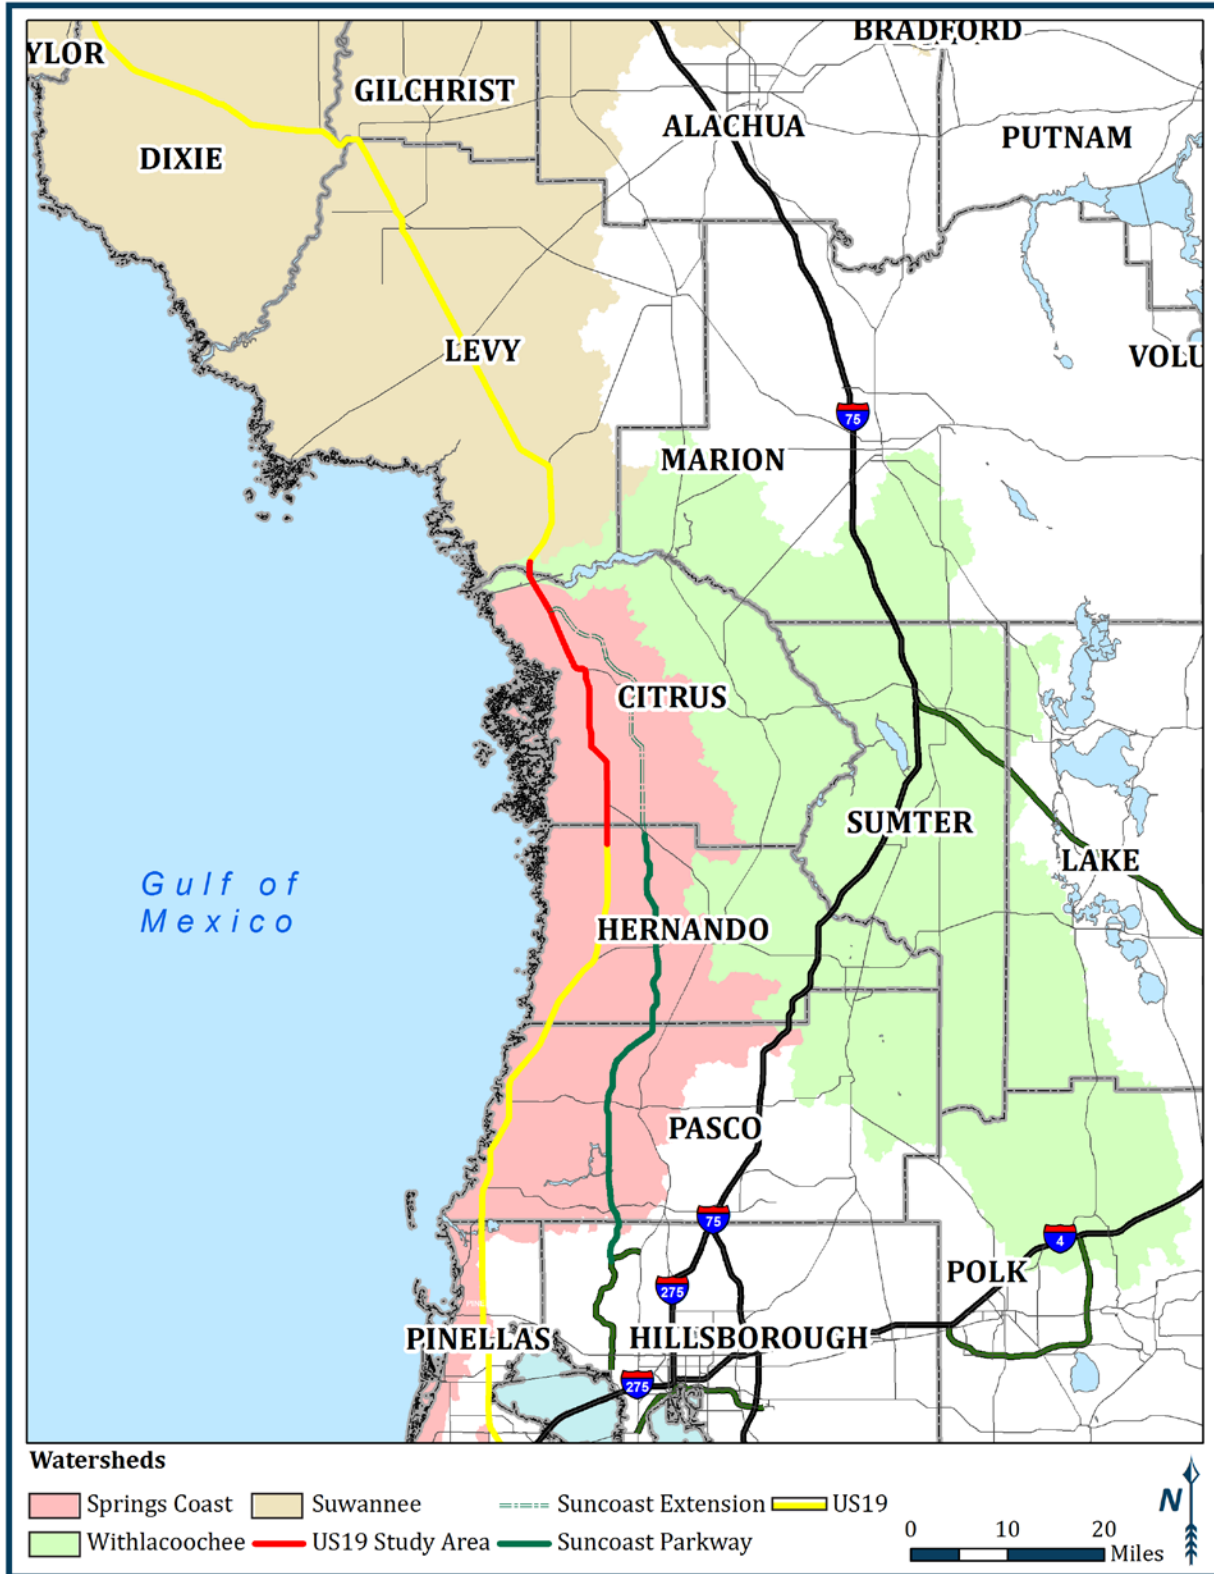 YLOR
BRADFORD
GILCHRIST
ALACHUA
PUTNAM
DIXIE
LEVY
VOLU
75
MARION
CITRUS
SUMTER
LAKE
Gulf of
Mexico
HERNANDO
PASCO
75
4
POLK
275
PINELLAS
HILLSBOROUGH
275
Watersheds
Springs Coast
Suwannee
Suncoast Extension
US19
Withlacoochee
US19 Study Area
Suncoast Parkway
N
0 10 20
Miles